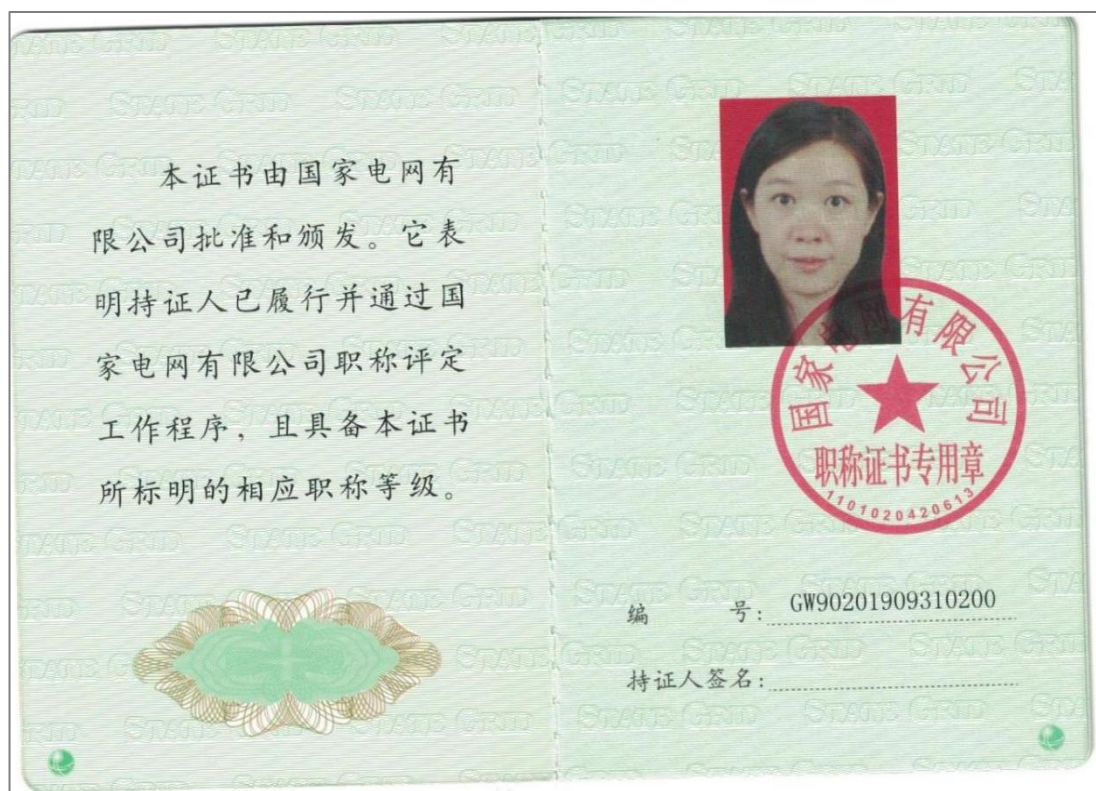 本证书由国家电网有
限公司批准和颁发。它表
明持证人已履行并通过国
家电网有限公司职称评定
工作程序，且具备本证书
所标明的相应职称等级。
国家电网有限公司
职称证书专用章
1101020420613
编 号：GW90201909310200
持证人签名：
STATE GRID